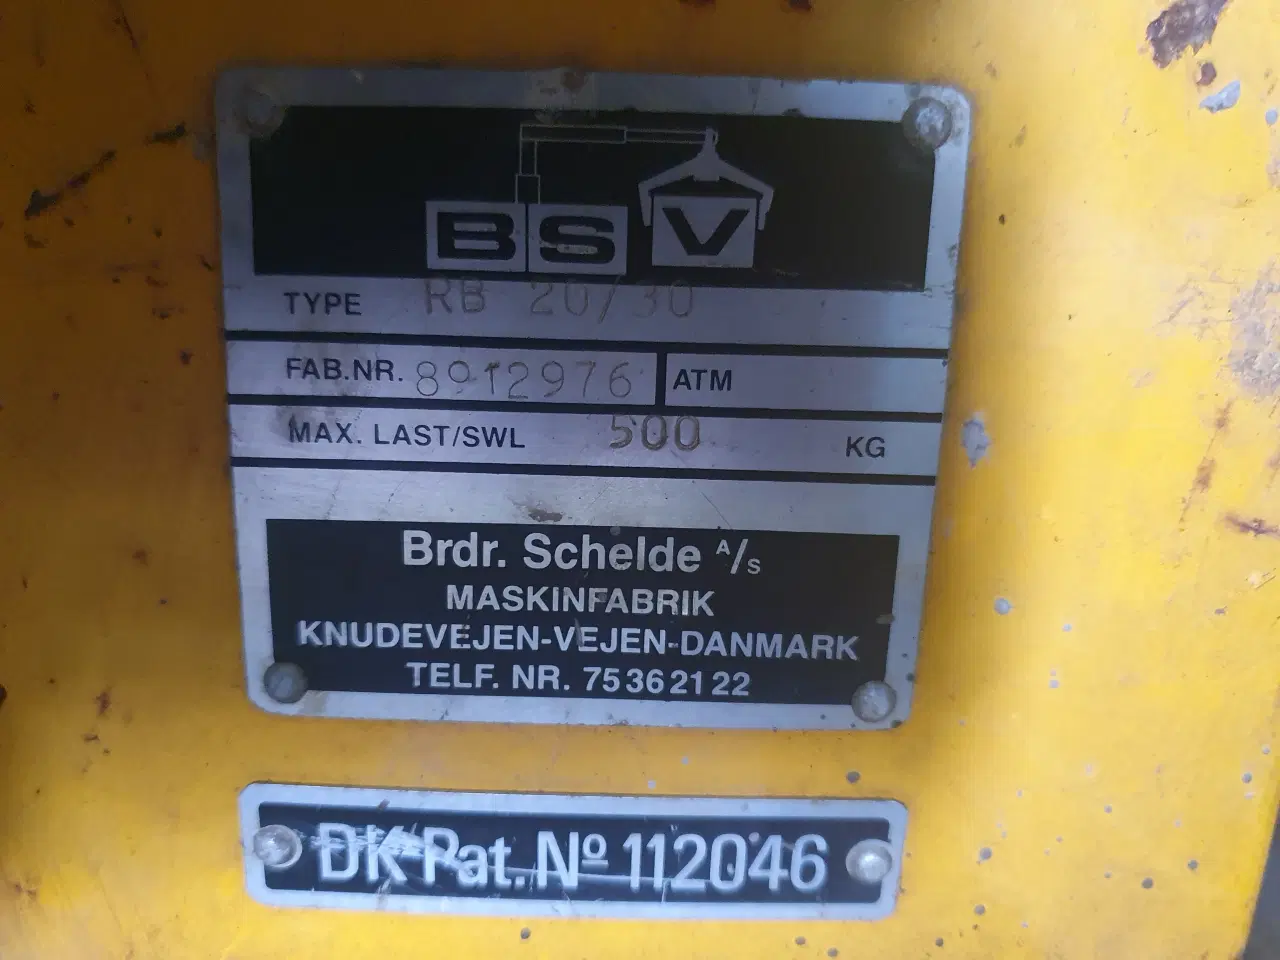 BSV
TYPE RB 20/30
FAB.NR. 8912976 ATM
MAX. LAST/SWL 500 KG
Brdr. Schelde A/S
MASKINFABRIK
KNUDEVEJEN-VEJEN-DANMARK
TELF. NR. 75 36 21 22
DK Pat. Nº 112046